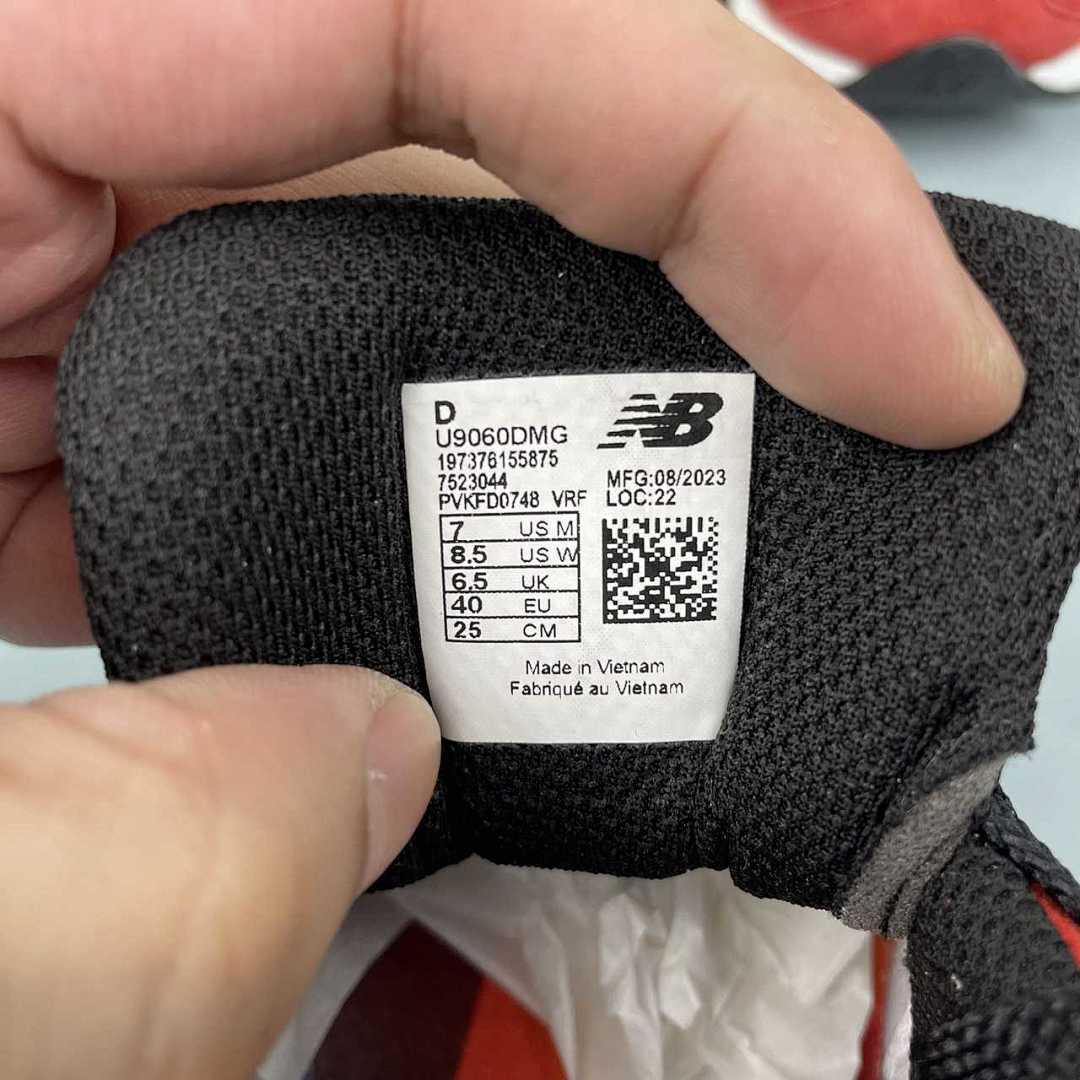 D
U9060DMG
197376155875
7523044
PVKFD0748 VRF
NB
MFG:08/2023
LOC:22
7 US M
8.5 US W
6.5 UK
40 EU
25 CM
Made in Vietnam
Fabriqué au Vietnam